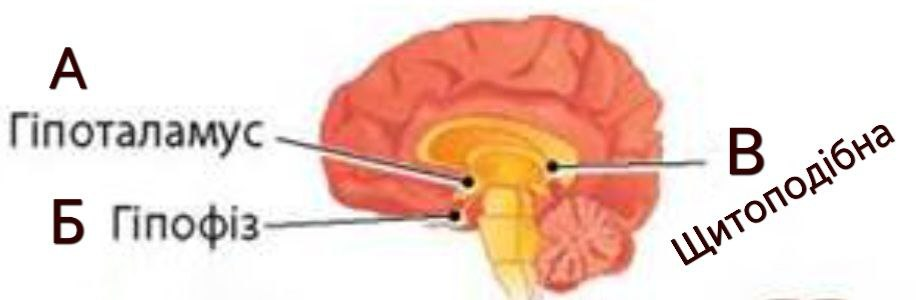 А
Гіпоталамус
Б Гіпофіз
В
Щитоподібна